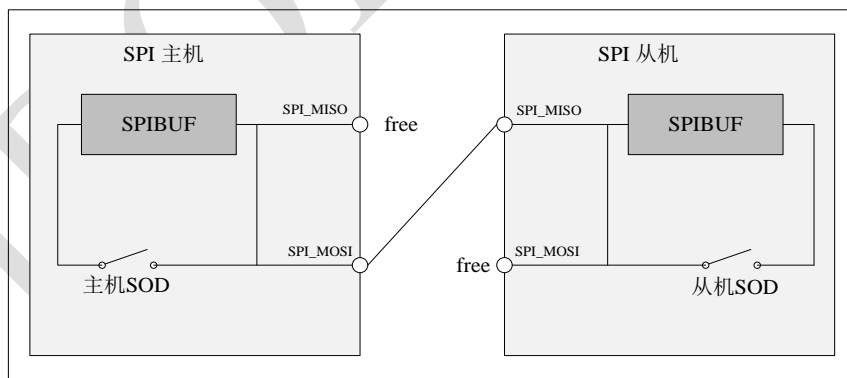 SPI 主机
SPI 从机
SPIBUF
SPI_MISO
free
SPI_MISO
SPIBUF
SPI_MOSI
free
SPI_MOSI
主机SOD
从机SOD